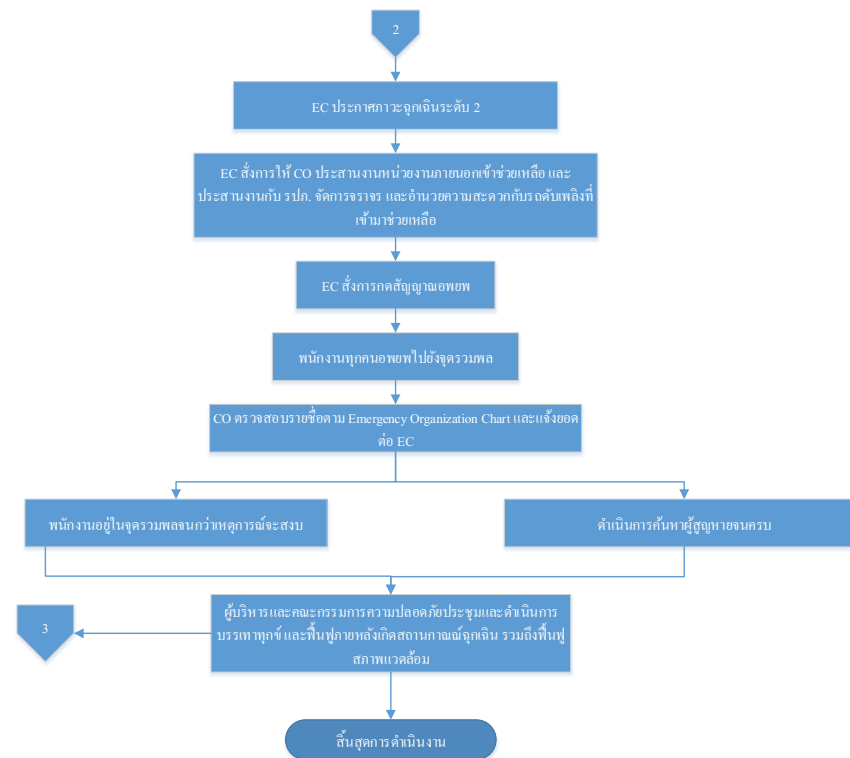 2
EC ประกาศภาวะฉุกเฉินระดับ 2
EC สั่งการให้ CO ประสานงานหน่วยงานภายนอกเข้าช่วยเหลือ และ
ประสานงานกับ รปภ. จัดการจราจร และอำนวยความสะดวกกับรถดับเพลิงที่
เข้ามาช่วยเหลือ
EC สั่งการกดสัญญาณอพยพ
พนักงานทุกคนอพยพไปยังจุดรวมพล
CO ตรวจสอบรายชื่อตาม Emergency Organization Chart และแจ้งยอด
ต่อ EC
พนักงานอยู่ในจุดรวมพลจนกว่าเหตุการณ์จะสงบ
ดำเนินการค้นหาผู้สูญหายจนครบ
ผู้บริหารและคณะกรรมการความปลอดภัยประชุมและดำเนินการ
บรรเทาทุกข์ และฟื้นฟูภายหลังเกิดสถานกาณณ์ฉุกเฉิน รวมถึงฟื้นฟู
สภาพแวดล้อม
3
สิ้นสุดการดำเนินงาน